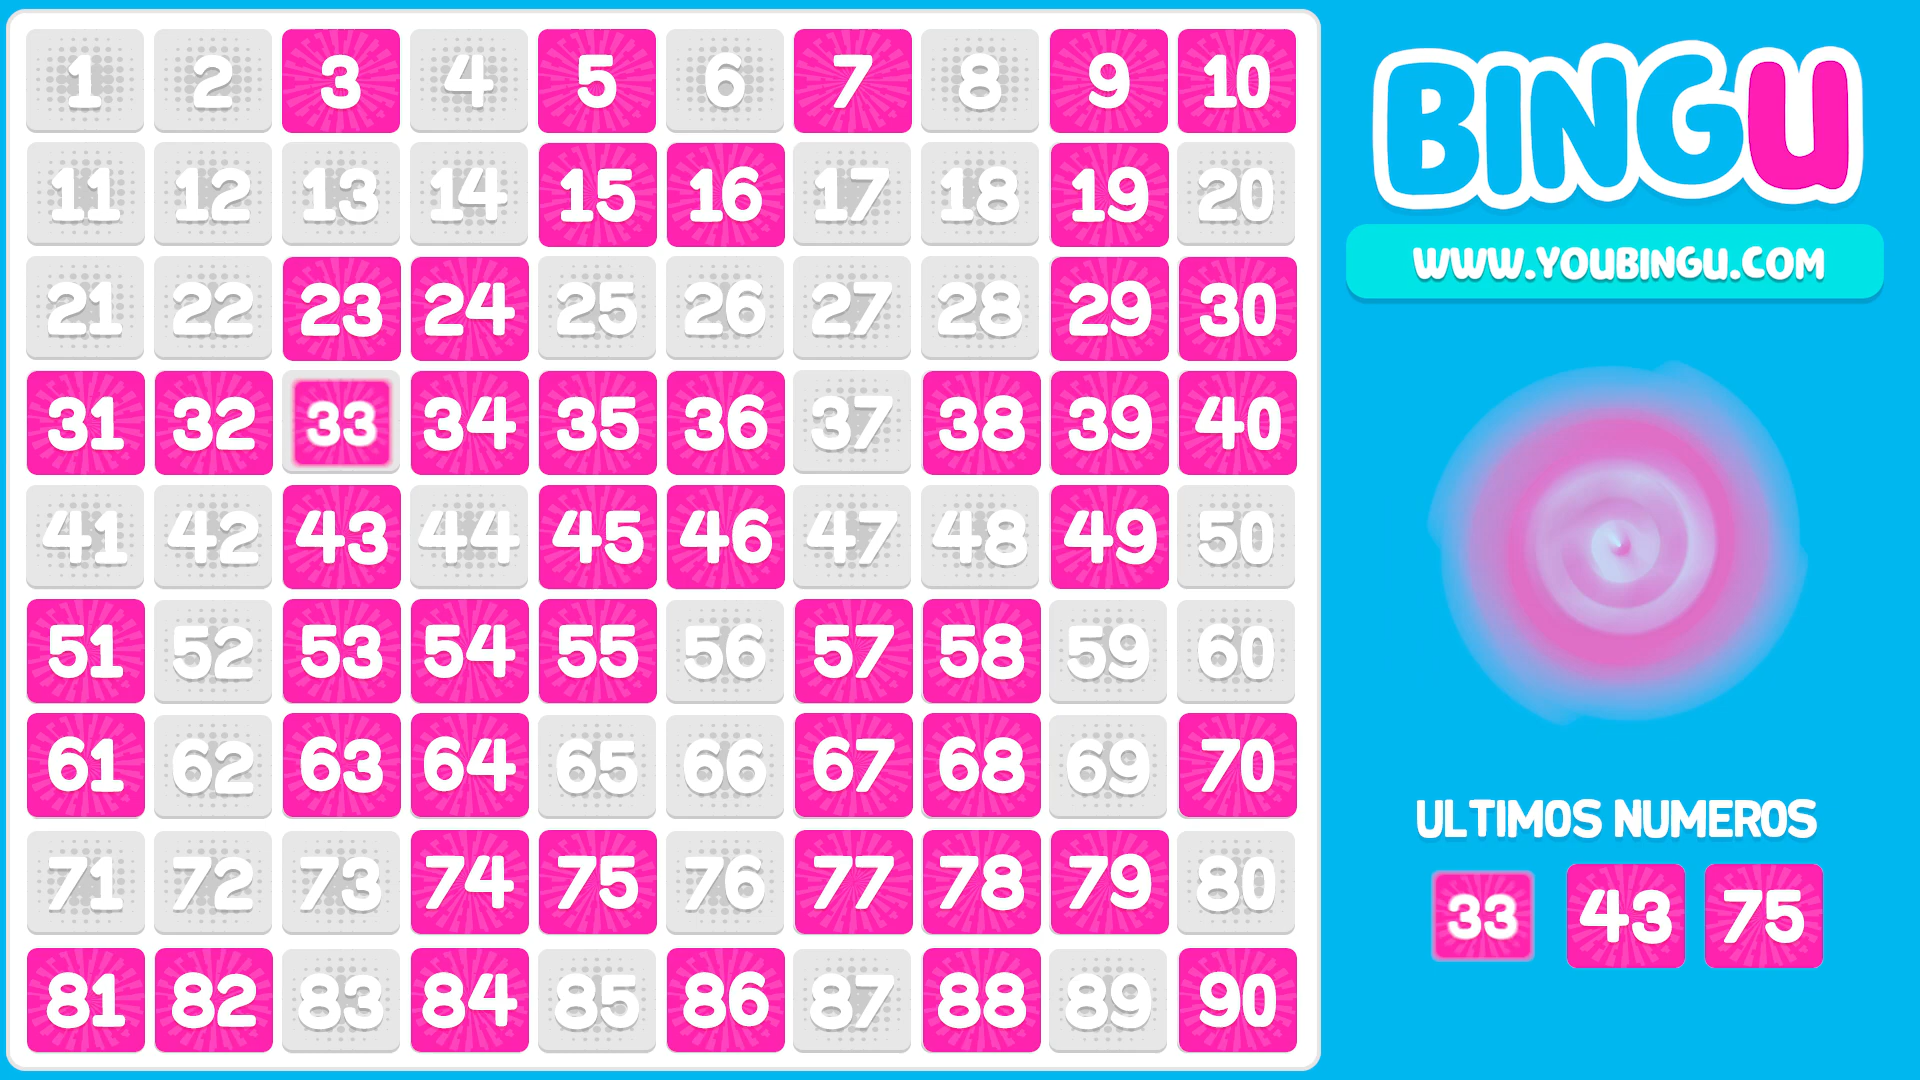 1 2 3 4 5 6 7 8 9 10
11 12 13 14 15 16 17 18 19 20
21 22 23 24 25 26 27 28 29 30
31 32 33 34 35 36 37 38 39 40
41 42 43 44 45 46 47 48 49 50
51 52 53 54 55 56 57 58 59 60
61 62 63 64 65 66 67 68 69 70
71 72 73 74 75 76 77 78 79 80
81 82 83 84 85 86 87 88 89 90
BINGU
WWW.YOUBINGU.COM
ULTIMOS NUMEROS
33 43 75